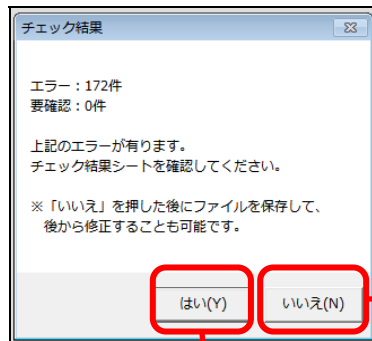 チェック結果
エラー：172件
要確認：0件
上記のエラーが有ります。
チェック結果シートを確認してください。
※「いいえ」を押した後にファイルを保存して、
後から修正することも可能です。
はい(Y)
いいえ(N)